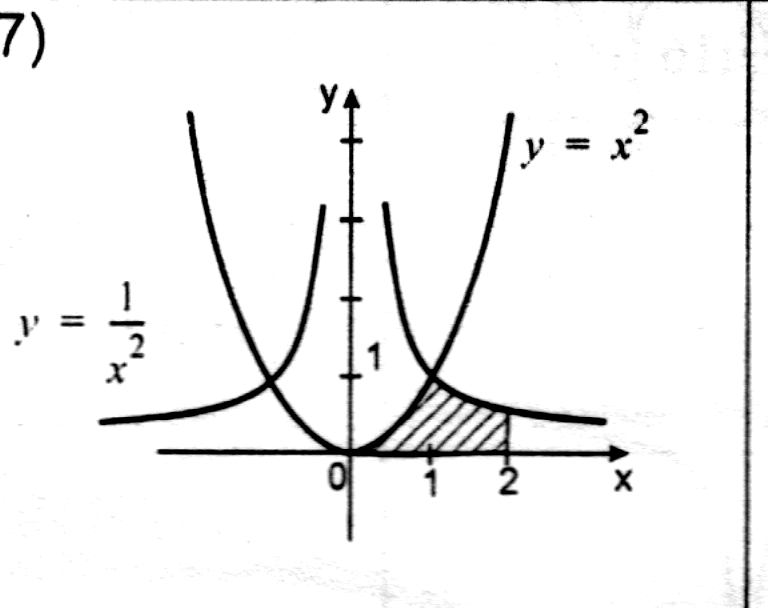 7)
y
y = x²
y = 1/x²
1
0 1 2 x